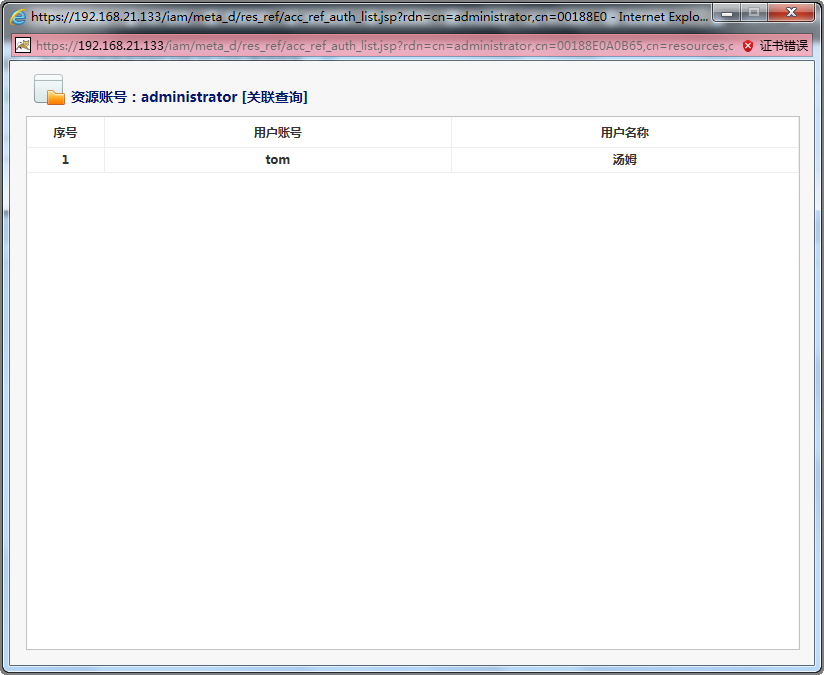 https://192.168.21.133/iam/meta_d/res_ref/acc_ref_auth_list.jsp?rdn=cn=administrator,cn=00188E0 - Internet Explo...
https://192.168.21.133/iam/meta_d/res_ref/acc_ref_auth_list.jsp?rdn=cn=administrator,cn=00188E0A0B65,cn=resources,c 证书错误
资源账号：administrator [关联查询]
序号 用户账号 用户名称
1 tom 汤姆